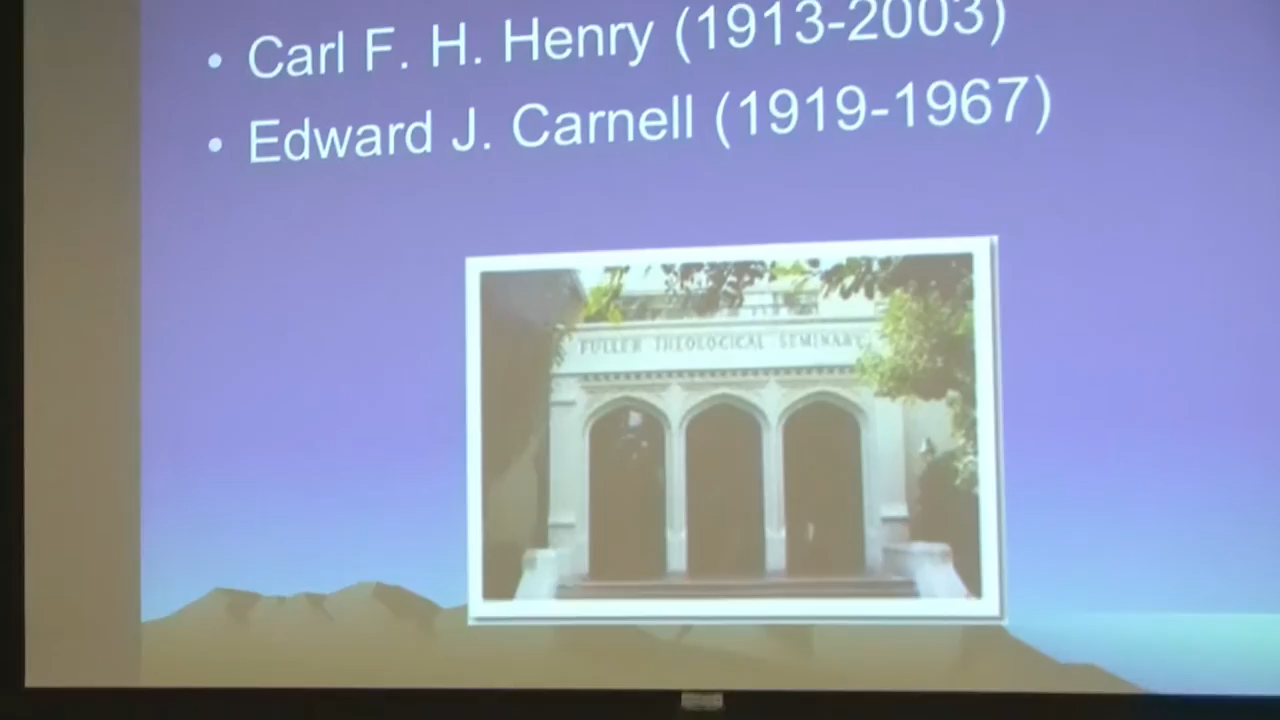 • Carl F. H. Henry (1913-2003)
• Edward J. Carnell (1919-1967)
FULLER THEOLOGICAL SEMINARY